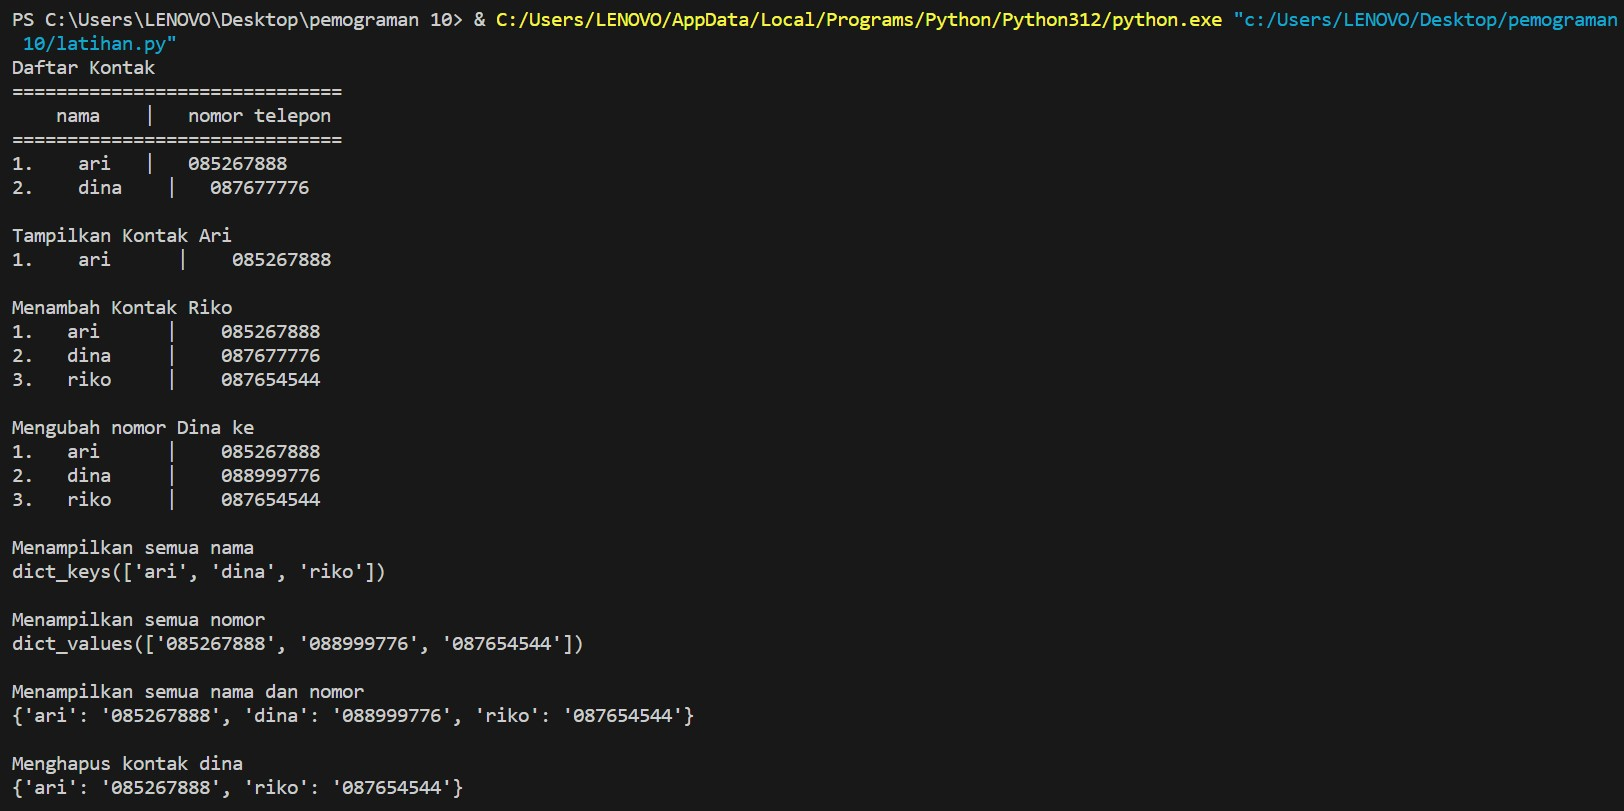 PS C:\Users\LENOVO\Desktop\pemograman 10> & C:/Users/LENOVO/AppData/Local/Programs/Python/Python312/python.exe "c:/Users/LENOVO/Desktop/pemograman
 10/latihan.py"
Daftar Kontak
==============================
    nama    |   nomor telepon
==============================
1.    ari   |   085267888
2.    dina    |   087677776

Tampilkan Kontak Ari
1.    ari      |    085267888

Menambah Kontak Riko
1.   ari      |    085267888
2.   dina     |    087677776
3.   riko     |    087654544

Mengubah nomor Dina ke
1.   ari      |    085267888
2.   dina     |    088999776
3.   riko     |    087654544

Menampilkan semua nama
dict_keys(['ari', 'dina', 'riko'])

Menampilkan semua nomor
dict_values(['085267888', '088999776', '087654544'])

Menampilkan semua nama dan nomor
{'ari': '085267888', 'dina': '088999776', 'riko': '087654544'}

Menghapus kontak dina
{'ari': '085267888', 'riko': '087654544'}